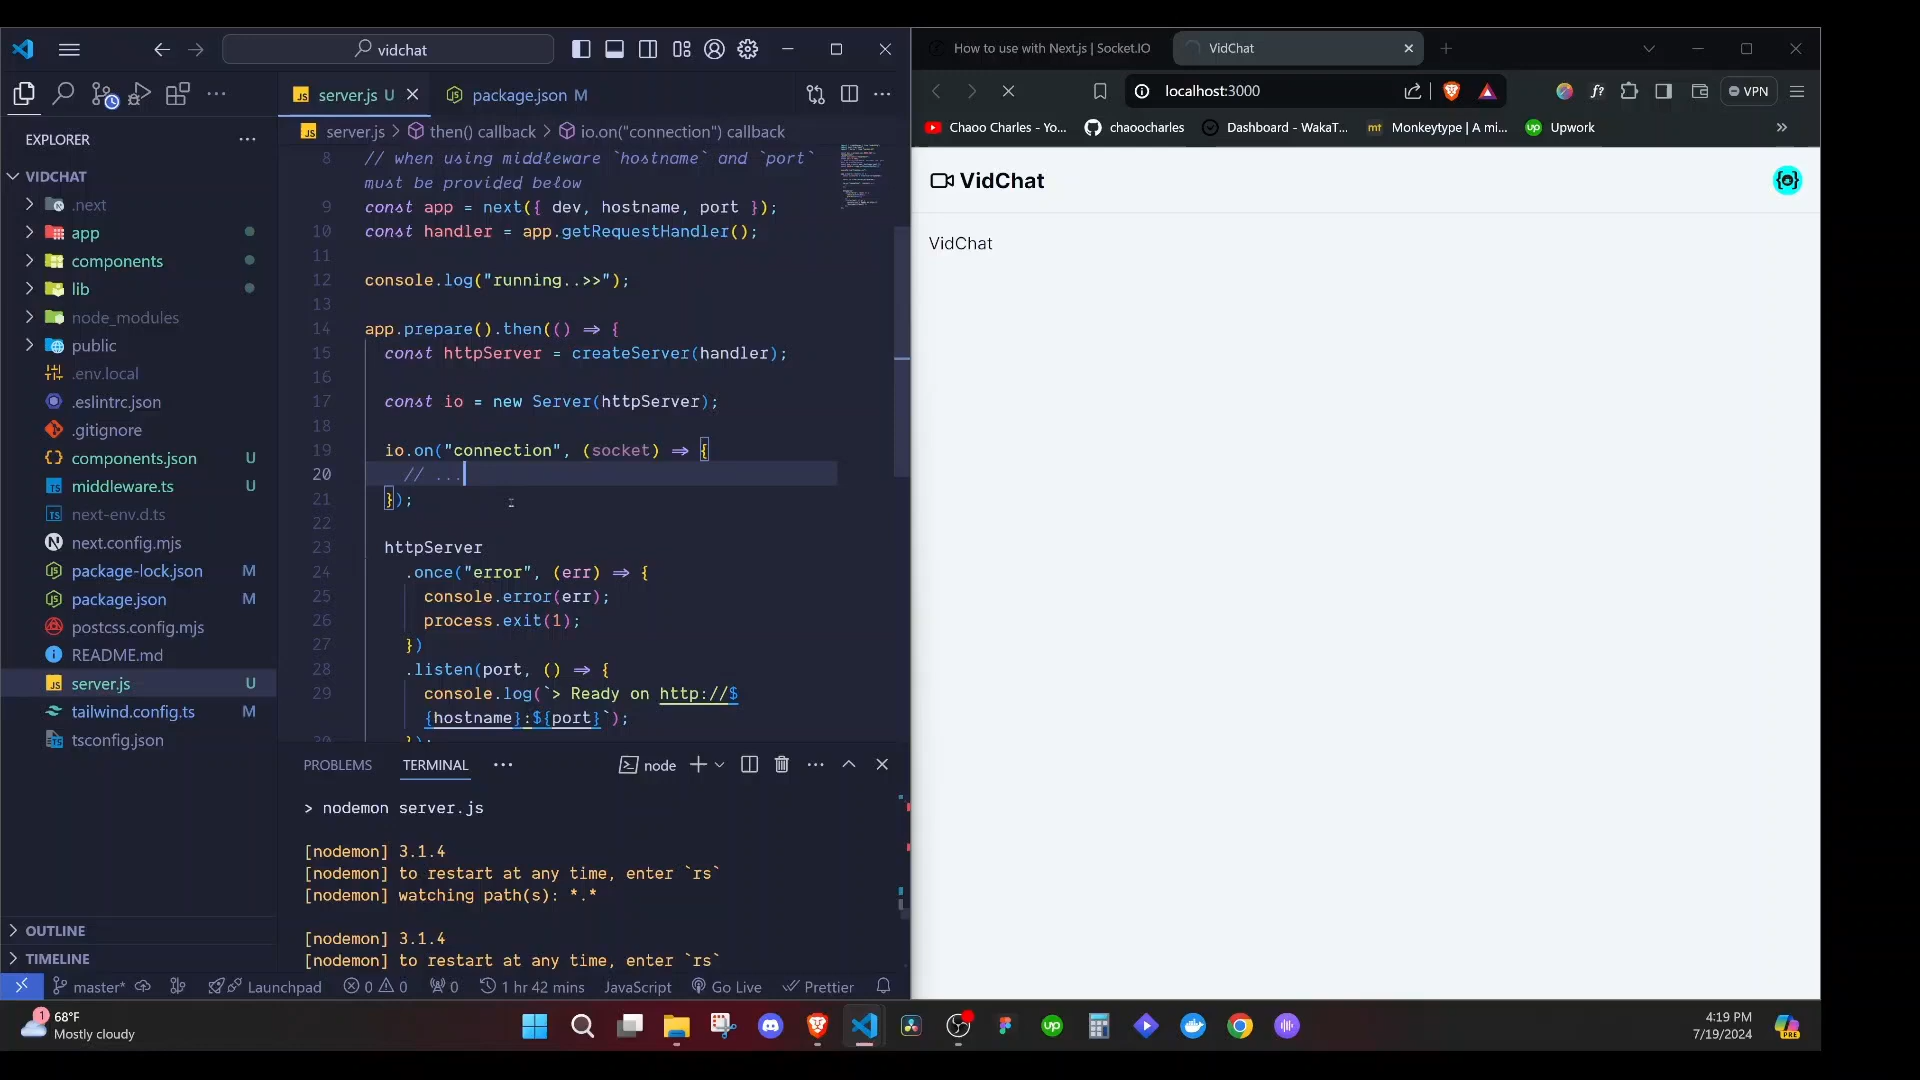 vidchat
How to use with Next.js | Socket.IO
VidChat
server.js U
package.json M
localhost:3000
VPN
EXPLORER
server.js > then() callback > io.on("connection") callback
Chaoo Charles - Yo...
chaoocharles
Dashboard - WakaT...
mt
Monkeytype | A mi...
up
Upwork
VIDCHAT
.next
app
components
lib
node_modules
public
.env.local
.eslintrc.json
.gitignore
components.json U
middleware.ts U
next-env.d.ts
next.config.mjs
package-lock.json M
package.json M
postcss.config.mjs
README.md
server.js U
tailwind.config.ts M
tsconfig.json
OUTLINE
TIMELINE
8 // when using middleware `hostname` and `port`
must be provided below
9 const app = next({ dev, hostname, port });
10 const handler = app.getRequestHandler();
11
12 console.log("running..>>");
13
14 app.prepare().then(() => {
15 const httpServer = createServer(handler);
16
17 const io = new Server(httpServer);
18
19 io.on("connection", (socket) => {
20 // ...
21 });
22
23 httpServer
24 .once("error", (err) => {
25 console.error(err);
26 process.exit(1);
27 })
28 .listen(port, () => {
29 console.log(`> Ready on http://$
{hostname}:${port}`);
30 });
PROBLEMS
TERMINAL
node
> nodemon server.js
[nodemon] 3.1.4
[nodemon] to restart at any time, enter `rs`
[nodemon] watching path(s): *.*
[nodemon] 3.1.4
[nodemon] to restart at any time, enter `rs`
master*
Launchpad
0
0
0
1 hr 42 mins
JavaScript
Go Live
Prettier
VidChat
VidChat
1
68°F
Mostly cloudy
up
4:19 PM
7/19/2024
PRE